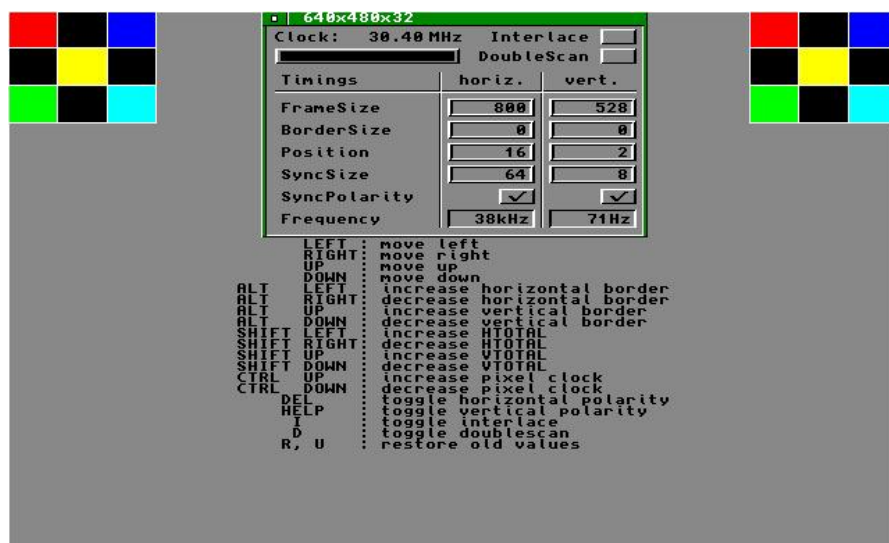 640x480x32
Clock: 30.40 MHz Interlace
DoubleScan
Timings horiz. vert.
FrameSize 800 528
BorderSize 0 0
Position 16 2
SyncSize 64 8
SyncPolarity
Frequency 38kHz 71Hz
LEFT : move left
RIGHT: move right
UP : move up
DOWN : move down
ALT LEFT : increase horizontal border
ALT RIGHT: decrease horizontal border
ALT UP : increase vertical border
ALT DOWN : decrease vertical border
SHIFT LEFT : increase HTOTAL
SHIFT RIGHT: decrease HTOTAL
SHIFT UP : increase VTOTAL
SHIFT DOWN : decrease VTOTAL
CTRL UP : increase pixel clock
CTRL DOWN : decrease pixel clock
DEL : toggle horizontal polarity
HELP : toggle vertical polarity
I : toggle interlace
D : toggle doublescan
R, U : restore old values